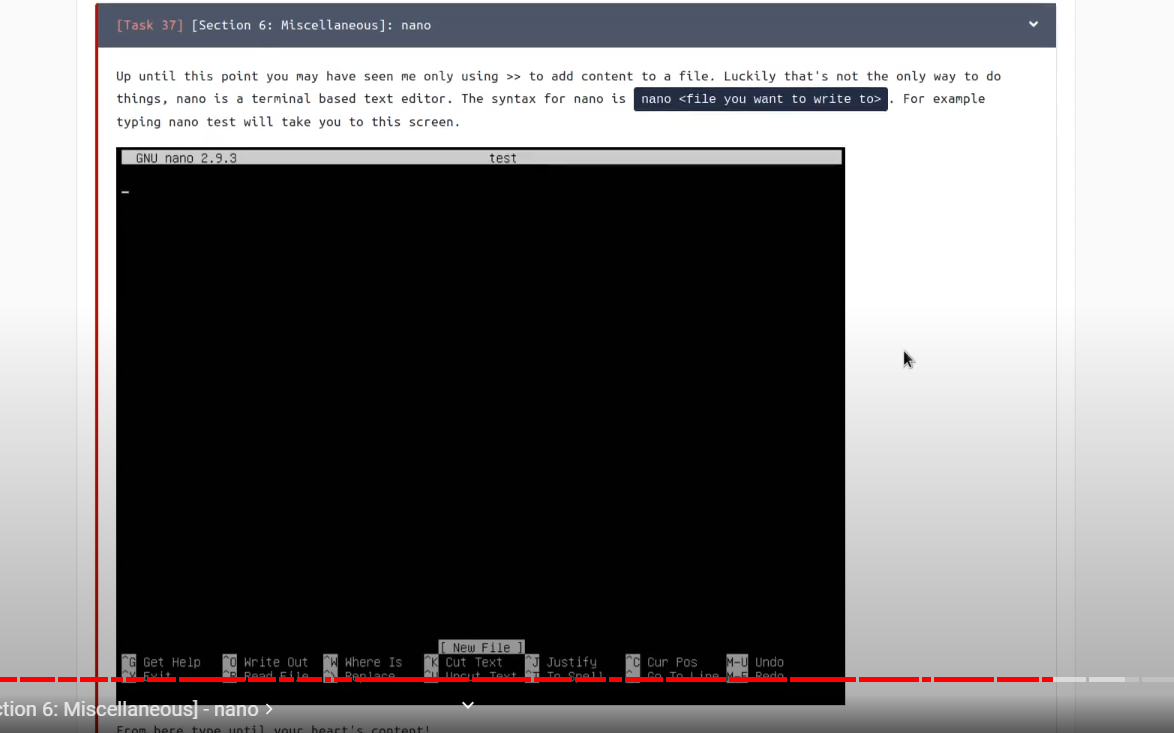 [Task 37] [Section 6: Miscellaneous]: nano
Up until this point you may have seen me only using >> to add content to a file. Luckily that's not the only way to do
things, nano is a terminal based text editor. The syntax for nano is nano <file you want to write to>. For example
typing nano test will take you to this screen.
GNU nano 2.9.3 test
[ New File ]
^G Get Help ^O Write Out ^W Where Is ^K Cut Text ^J Justify ^C Cur Pos M-U Undo
^X Exit ^R Read File ^\ Replace ^U Uncut Text ^T To Spell ^_ Go To Line M-E Redo
ction 6: Miscellaneous] - nano
From here type until your heart's content!